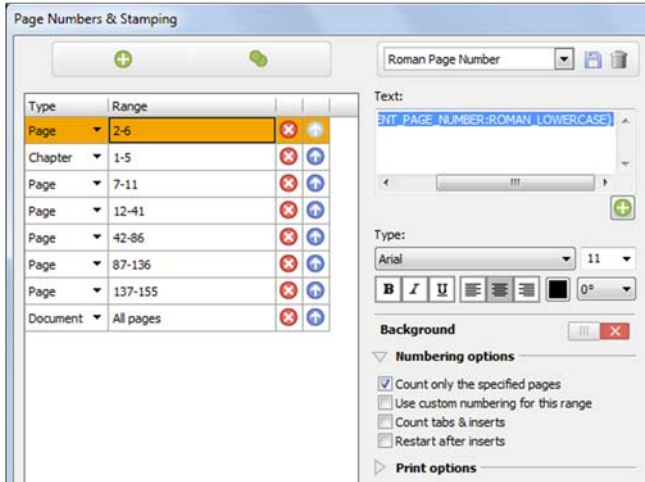 Page Numbers & Stamping
Roman Page Number
Type Range
Page 2-6
Chapter 1-5
Page 7-11
Page 12-41
Page 42-86
Page 87-136
Page 137-155
Document All pages
Text:
ENT_PAGE_NUMBER:ROMAN_LOWERCASE}
Type:
Arial 11
B I U 0°
Background
Numbering options
Count only the specified pages
Use custom numbering for this range
Count tabs & inserts
Restart after inserts
Print options